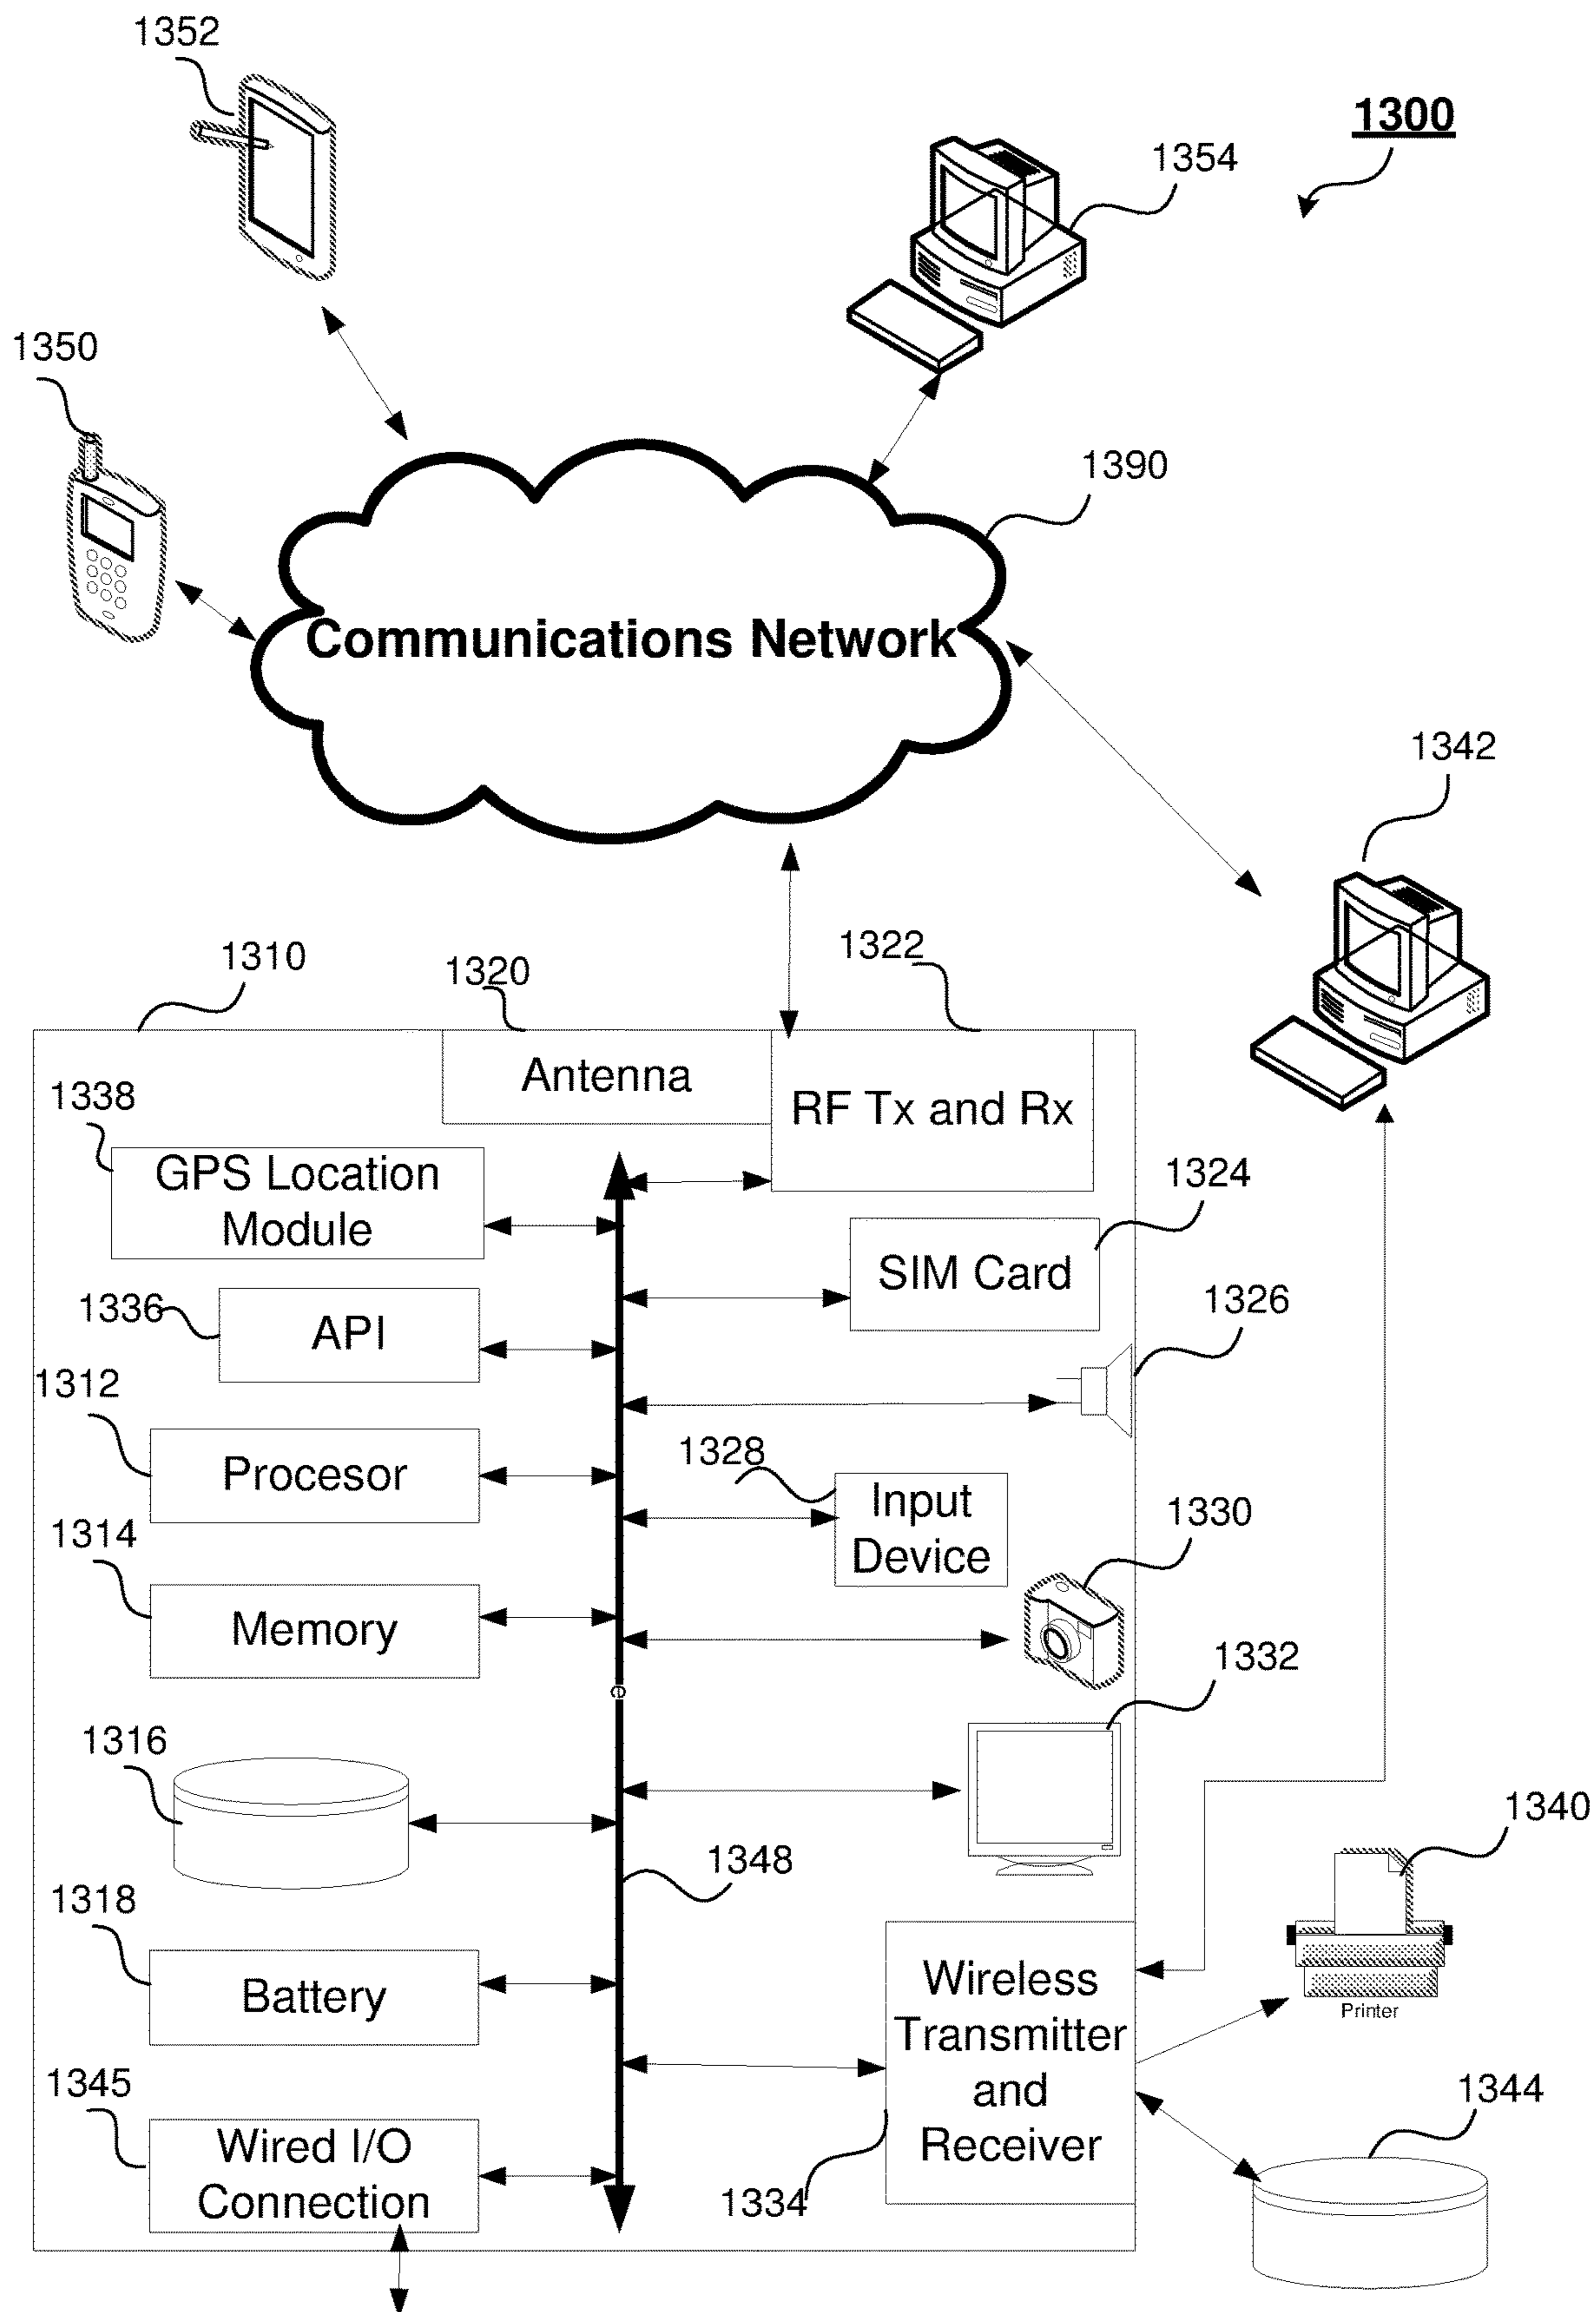 1352
1300
1354
1350
1390
Communications Network
1342
1310
1320
1322
Antenna
RF Tx and Rx
1338
GPS Location
Module
1324
SIM Card
1336
API
1326
1312
Procesor
1328
Input
Device
1330
1314
Memory
1332
1316
1348
1340
Printer
1318
Battery
Wireless
Transmitter
and
Receiver
1345
Wired I/O
Connection
1334
1344